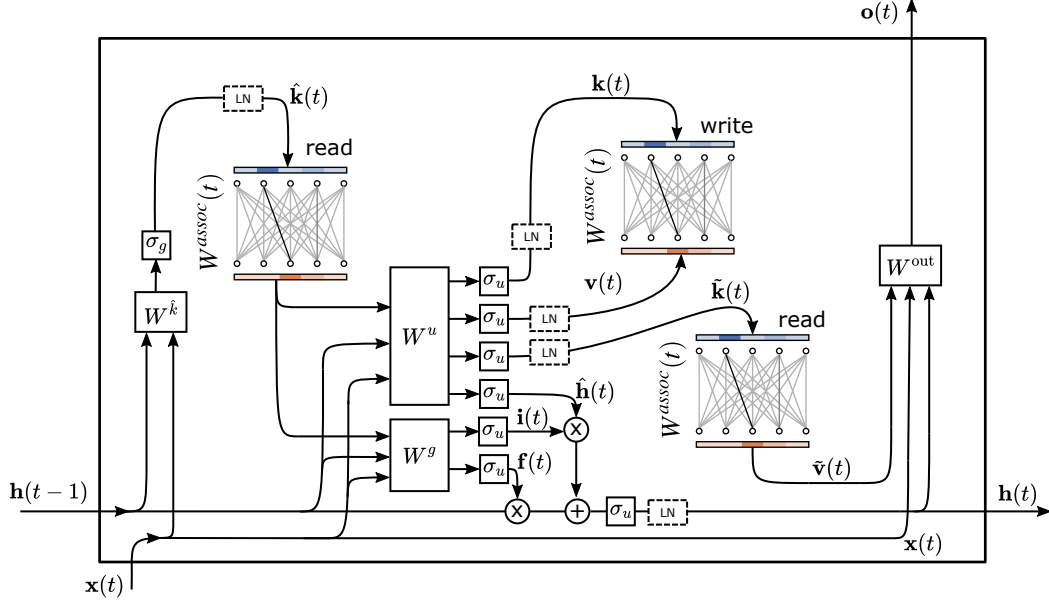 o(t)
LN
k̂(t)
k(t)
read
write
W^assoc(t)
W^assoc(t)
σ_g
LN
W^out
W^k̂
σ_u
v(t)
k̃(t)
W^u
σ_u
LN
read
σ_u
LN
W^assoc(t)
σ_u
ĥ(t)
i(t)
W^g
σ_u
X
f(t)
σ_u
ṽ(t)
h(t − 1)
X
+
σ_u
LN
h(t)
x(t)
x(t)